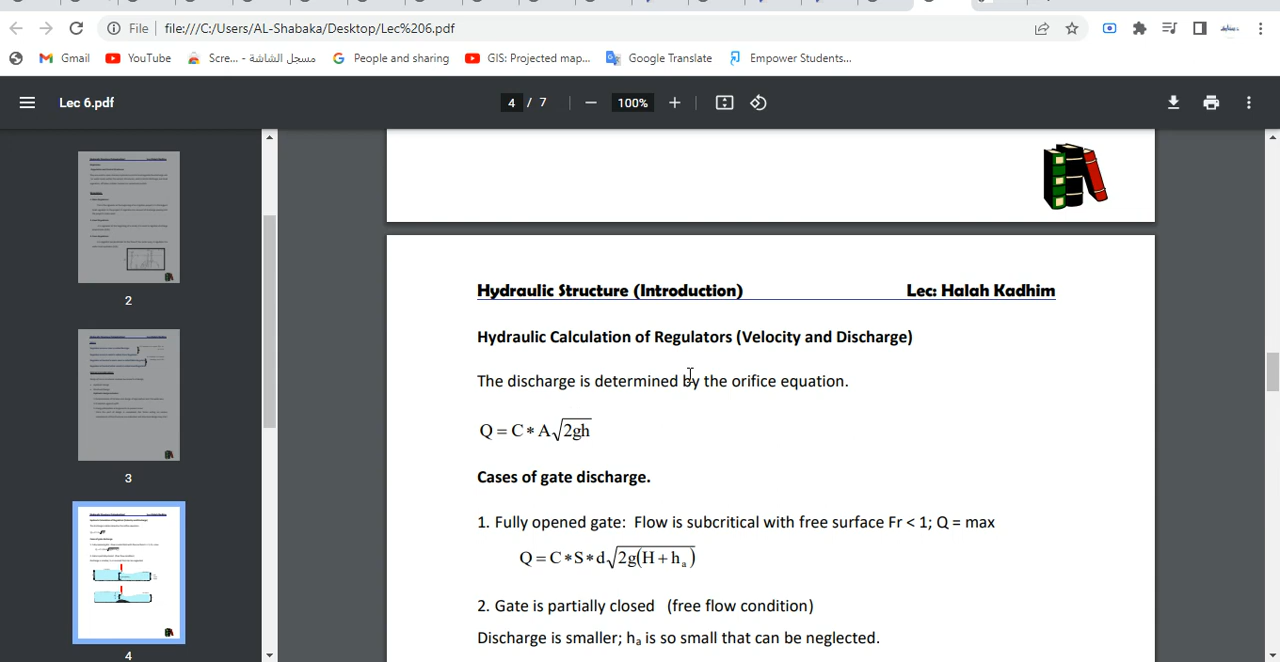 File | file:///C:/Users/AL-Shabaka/Desktop/Lec%206.pdf
Gmail YouTube Scre... - مسجل الشاشة People and sharing GIS: Projected map... Google Translate Empower Students...
Lec 6.pdf 4 / 7 100%
2
3
4
Hydraulic Structure (Introduction) Lec: Halah Kadhim
Hydraulic Calculation of Regulators (Velocity and Discharge)
The discharge is determined by the orifice equation.
Q = C * A√2gh
Cases of gate discharge.
1. Fully opened gate: Flow is subcritical with free surface Fr < 1; Q = max
Q = C * S * d√2g(H + hₐ)
2. Gate is partially closed (free flow condition)
Discharge is smaller; hₐ is so small that can be neglected.